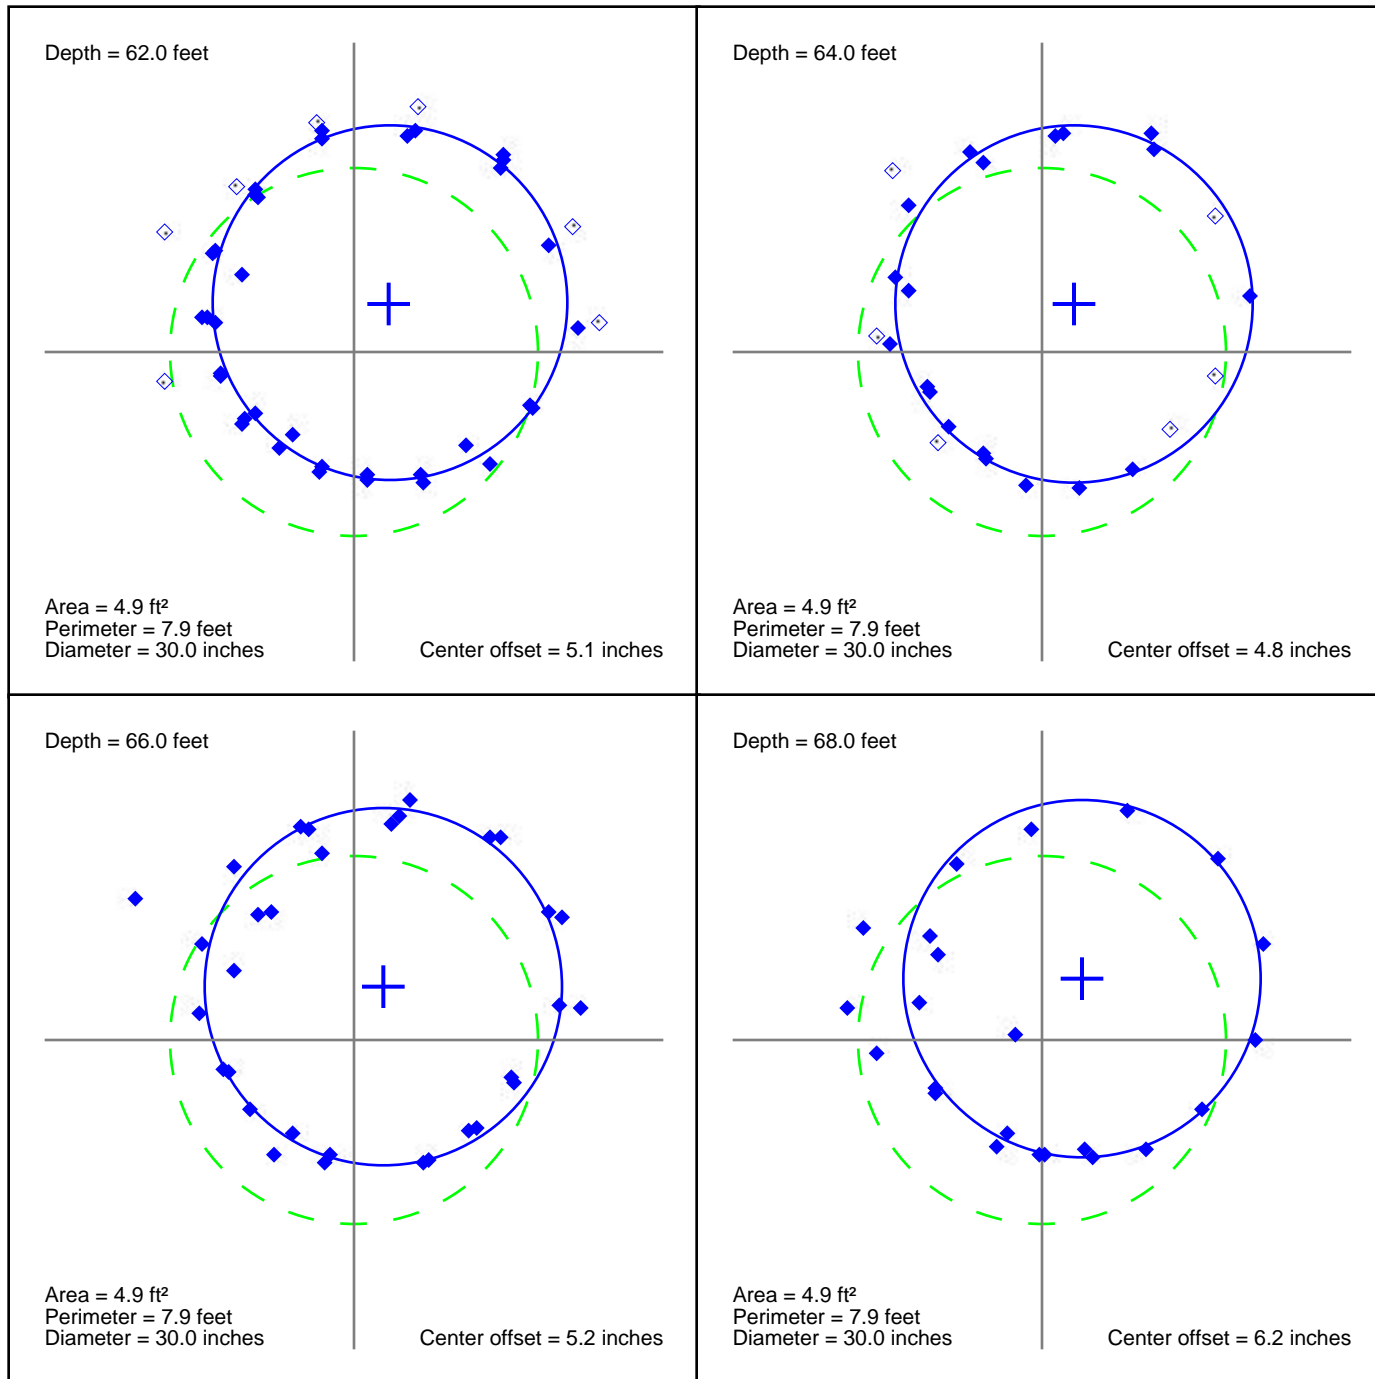 Depth = 62.0 feet
Area = 4.9 ft²
Perimeter = 7.9 feet
Diameter = 30.0 inches
Center offset = 5.1 inches
Depth = 64.0 feet
Area = 4.9 ft²
Perimeter = 7.9 feet
Diameter = 30.0 inches
Center offset = 4.8 inches
Depth = 66.0 feet
Area = 4.9 ft²
Perimeter = 7.9 feet
Diameter = 30.0 inches
Center offset = 5.2 inches
Depth = 68.0 feet
Area = 4.9 ft²
Perimeter = 7.9 feet
Diameter = 30.0 inches
Center offset = 6.2 inches